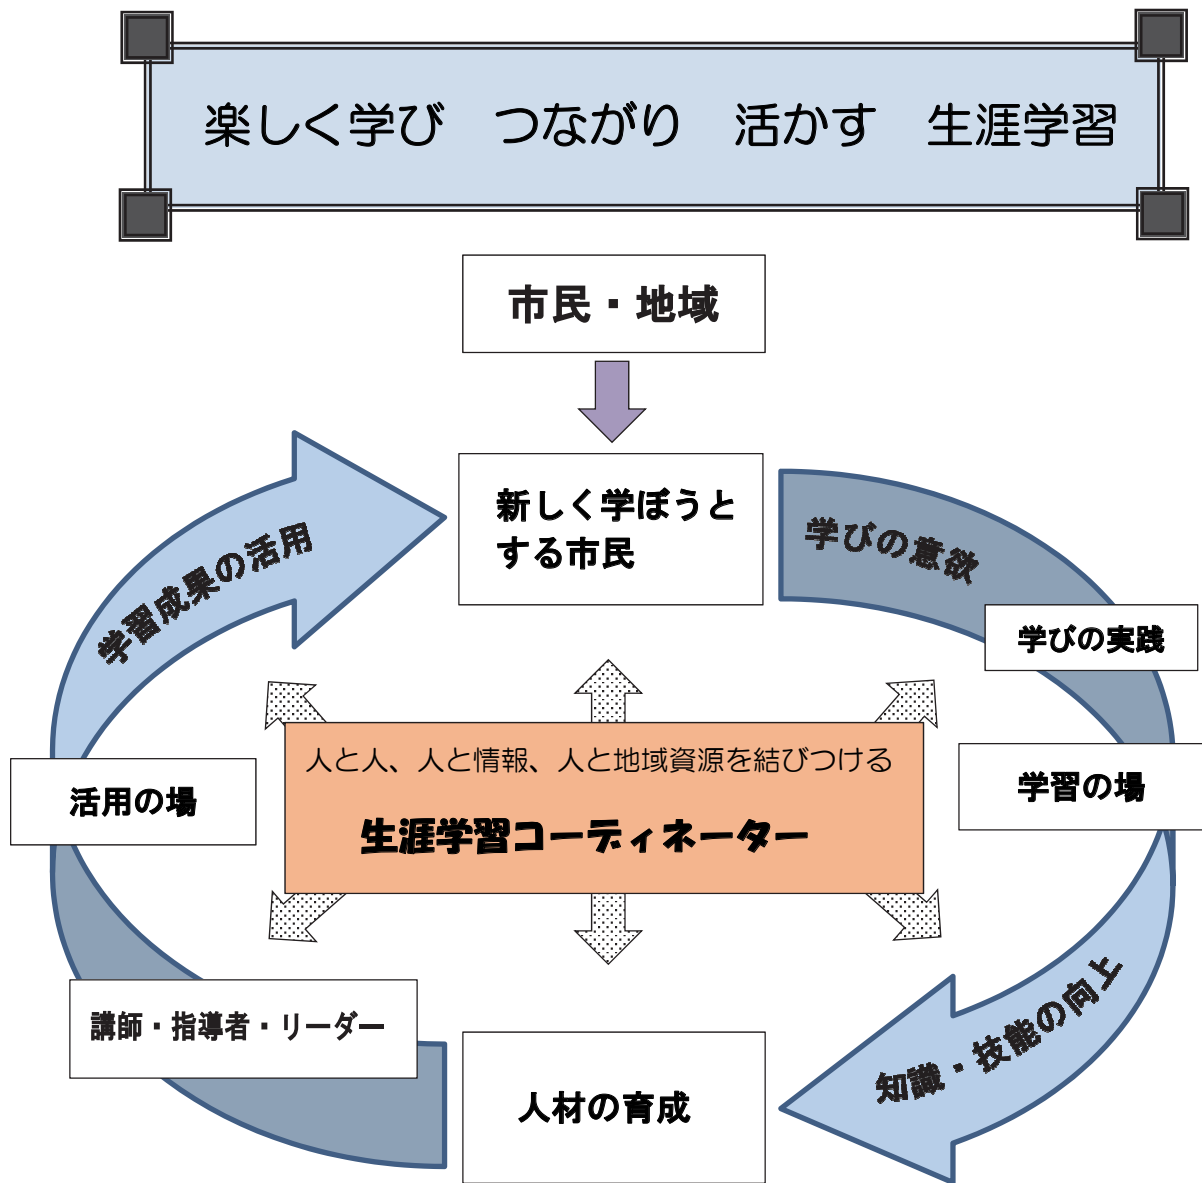 楽しく学び　つながり　活かす　生涯学習
市民・地域
新しく学ぼうと
する市民
学びの意欲
学びの実践
学習の場
知識・技能の向上
人材の育成
講師・指導者・リーダー
活用の場
学習成果の活用
人と人、人と情報、人と地域資源を結びつける
生涯学習コーディネーター